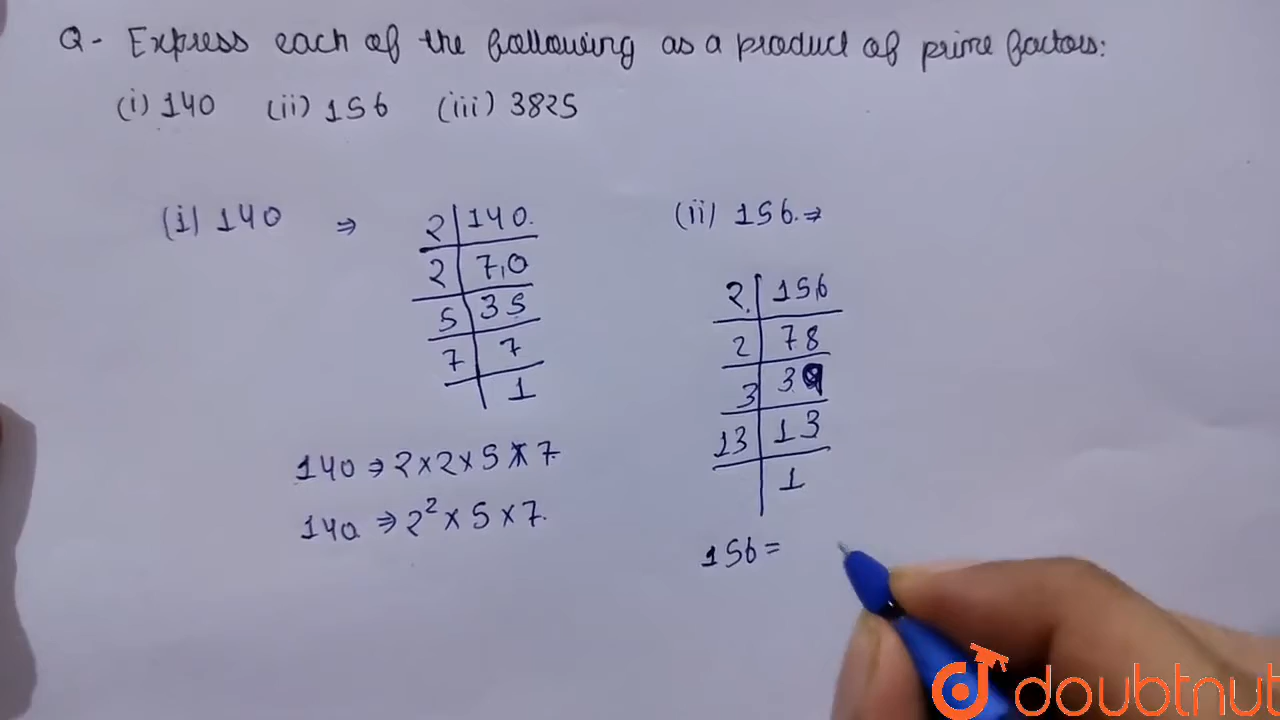 Q- Express each of the following as a product of prime factors:
(i) 140 (ii) 156 (iii) 3825
(i) 140 ⇒
2 | 140.
2 | 70
5 | 35
7 | 7
1
140 ⇒ 2 × 2 × 5 × 7.
140 ⇒ 2² × 5 × 7.
(ii) 156. ⇒
2 | 156
2 | 78
3 | 39
13 | 13
1
156 =
doubtnut